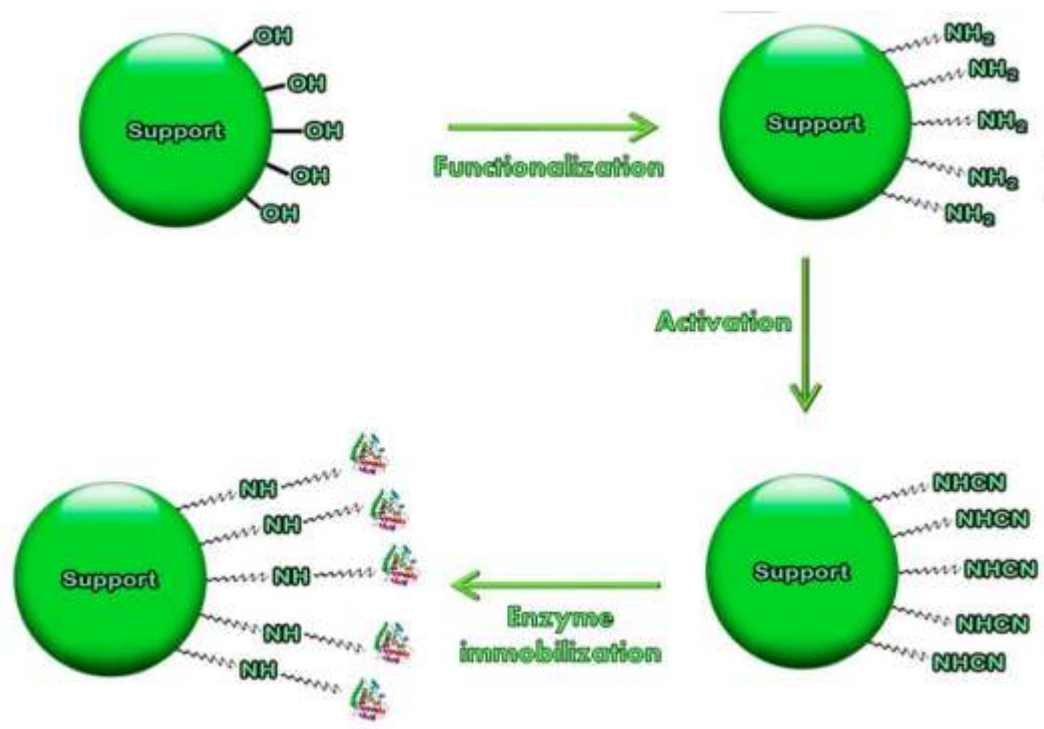 OH
OH
OH
OH
OH
Support
Functionalization
NH₂
NH₂
NH₂
NH₂
NH₂
Support
Activation
NHCN
NHCN
NHCN
NHCN
NHCN
Support
Enzyme
immobilization
NH
NH
NH
NH
NH
Support